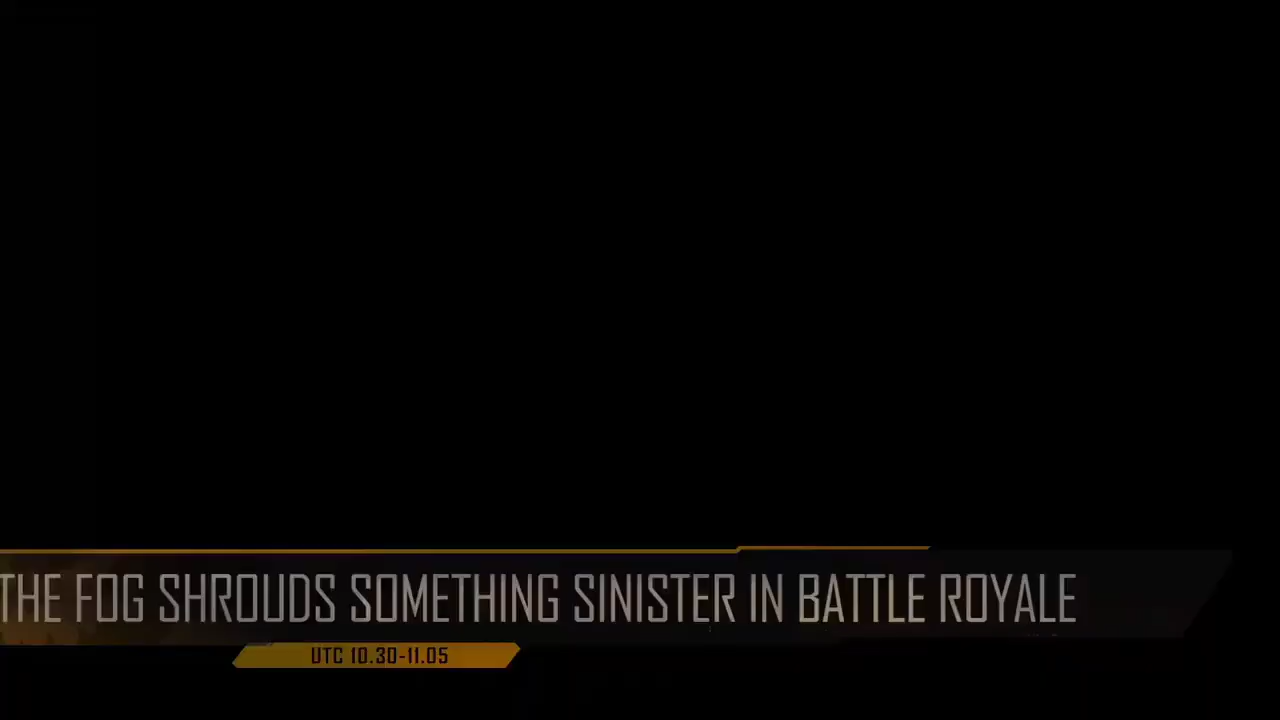 THE FOG SHROUDS SOMETHING SINISTER IN BATTLE ROYALE
UTC 10.30-11.05